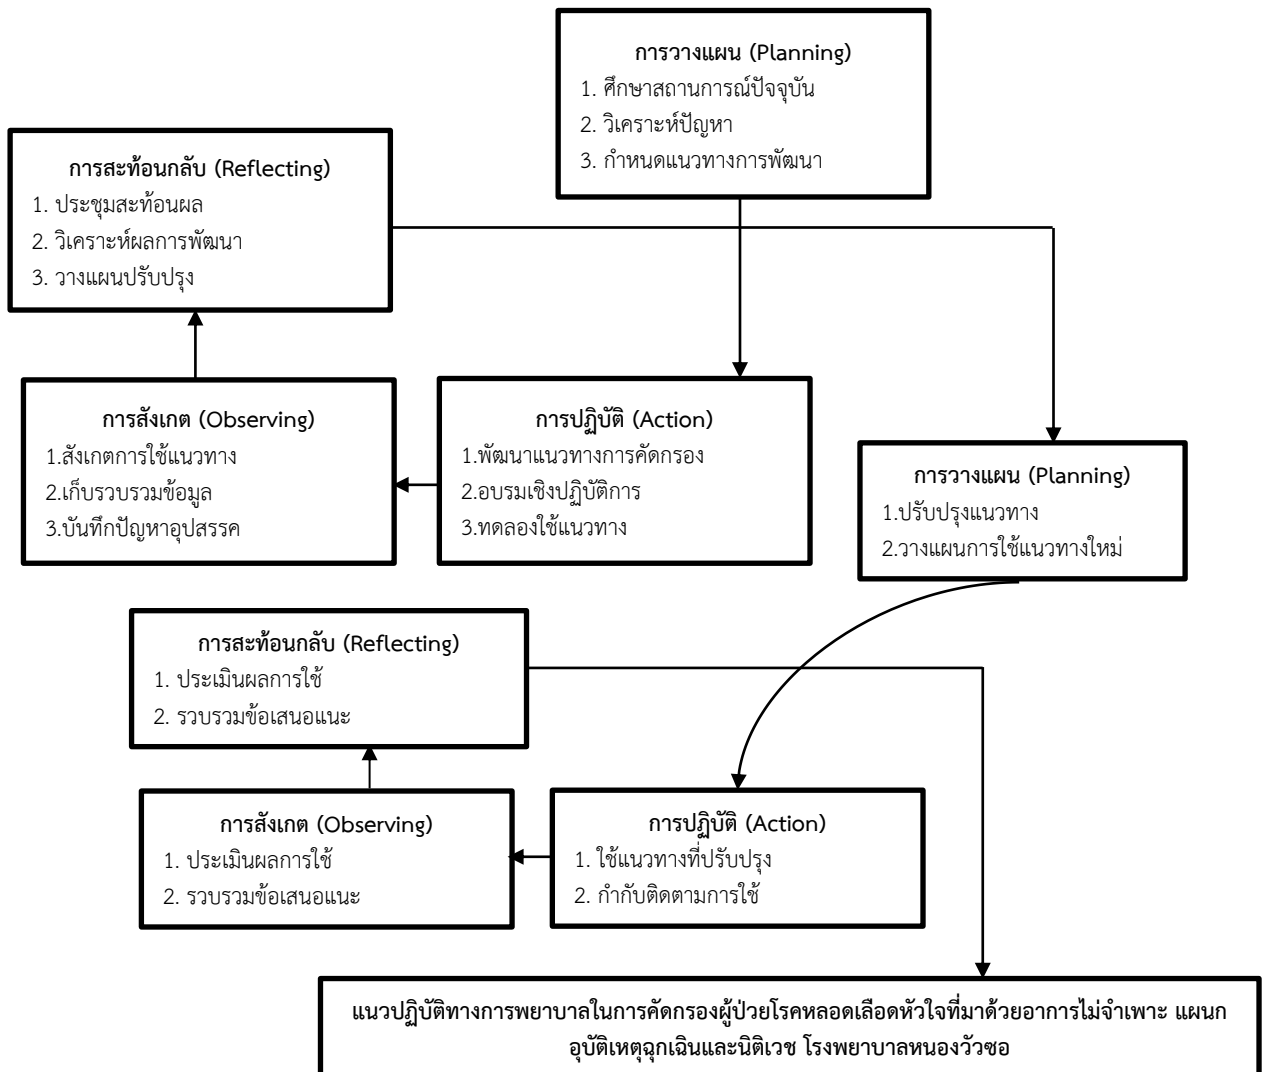 การวางแผน (Planning)
1. ศึกษาสถานการณ์ปัจจุบัน
2. วิเคราะห์ปัญหา
3. กำหนดแนวทางการพัฒนา
การสะท้อนกลับ (Reflecting)
1. ประชุมสะท้อนผล
2. วิเคราะห์ผลการพัฒนา
3. วางแผนปรับปรุง
การสังเกต (Observing)
1.สังเกตการใช้แนวทาง
2.เก็บรวบรวมข้อมูล
3.บันทึกปัญหาอุปสรรค
การปฏิบัติ (Action)
1.พัฒนาแนวทางการคัดกรอง
2.อบรมเชิงปฏิบัติการ
3.ทดลองใช้แนวทาง
การวางแผน (Planning)
1.ปรับปรุงแนวทาง
2.วางแผนการใช้แนวทางใหม่
การสะท้อนกลับ (Reflecting)
1. ประเมินผลการใช้
2. รวบรวมข้อเสนอแนะ
การสังเกต (Observing)
1. ประเมินผลการใช้
2. รวบรวมข้อเสนอแนะ
การปฏิบัติ (Action)
1. ใช้แนวทางที่ปรับปรุง
2. กำกับติดตามการใช้
แนวปฏิบัติทางการพยาบาลในการคัดกรองผู้ป่วยโรคหลอดเลือดหัวใจที่มาด้วยอาการไม่จำเพาะ แผนก
อุบัติเหตุฉุกเฉินและนิติเวช โรงพยาบาลหนองวัวซอ